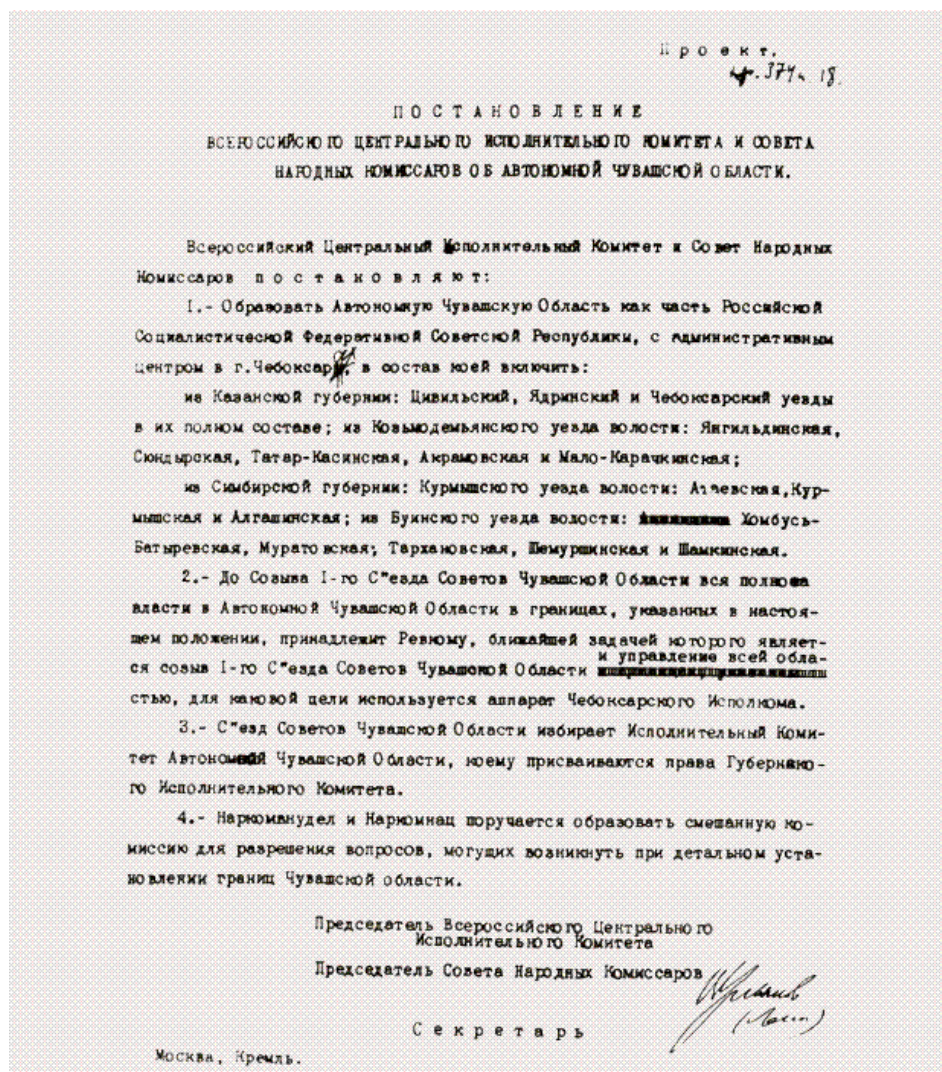 Проект.
пр. 374 18.
ПОСТАНОВЛЕНИЕ
ВСЕРОССИЙСКОГО ЦЕНТРАЛЬНОГО ИСПОЛНИТЕЛЬНОГО КОМИТЕТА И СОВЕТА
НАРОДНЫХ КОМИССАРОВ ОБ АВТОНОМНОЙ ЧУВАШСКОЙ ОБЛАСТИ.
Всероссийский Центральный Исполнительный Комитет и Совет Народных
Комиссаров постановляют:
1.- Образовать Автономную Чувашскую Область как часть Российской
Социалистической Федеративной Советской Республики, с административным
центром в г.Чебоксары, в состав коей включить:
из Казанской губернии: Цивильский, Ядринский и Чебоксарский уезды
в их полном составе; из Козьмодемьянского уезда волости: Янгильдинская,
Сюндырская, Татар-Касинская, Акрамовская и Мало-Карачкинская;
из Симбирской губернии: Курмышского уезда волости: Атаевская,Кур-
мышская и Алгашинская; из Буинского уезда волости: Хомбусь-
Батыревская, Муратовская; Тархановская, Шемуршинская и Шамкинская.
2.- До Созыва I-го С"езда Советов Чувашской Области вся полнова
власти в Автономной Чувашской Области в границах, указанных в настоя-
щем положении, принадлежит Ревкому, ближайшей задачей которого являет-
и управление всей обла-
ся созыв I-го С"езда Советов Чувашской Области
стью, для каковой цели используется аппарат Чебоксарского Исполкома.
3.- С"езд Советов Чувашской Области избирает Исполнительный Коми-
тет Автономной Чувашской Области, коему присваиваются права Губернско-
го Исполнительного Комитета.
4.- Наркомвнудел и Наркомнац поручается образовать смешанную ко-
миссию для разрешения вопросов, могущих возникнуть при детальном уста-
новлении границ Чувашской области.
Председатель Всероссийского Центрального
Исполнительного Комитета
Председатель Совета Народных Комиссаров
В Ульянов
(Ленин)
Секретарь
Москва, Кремль.